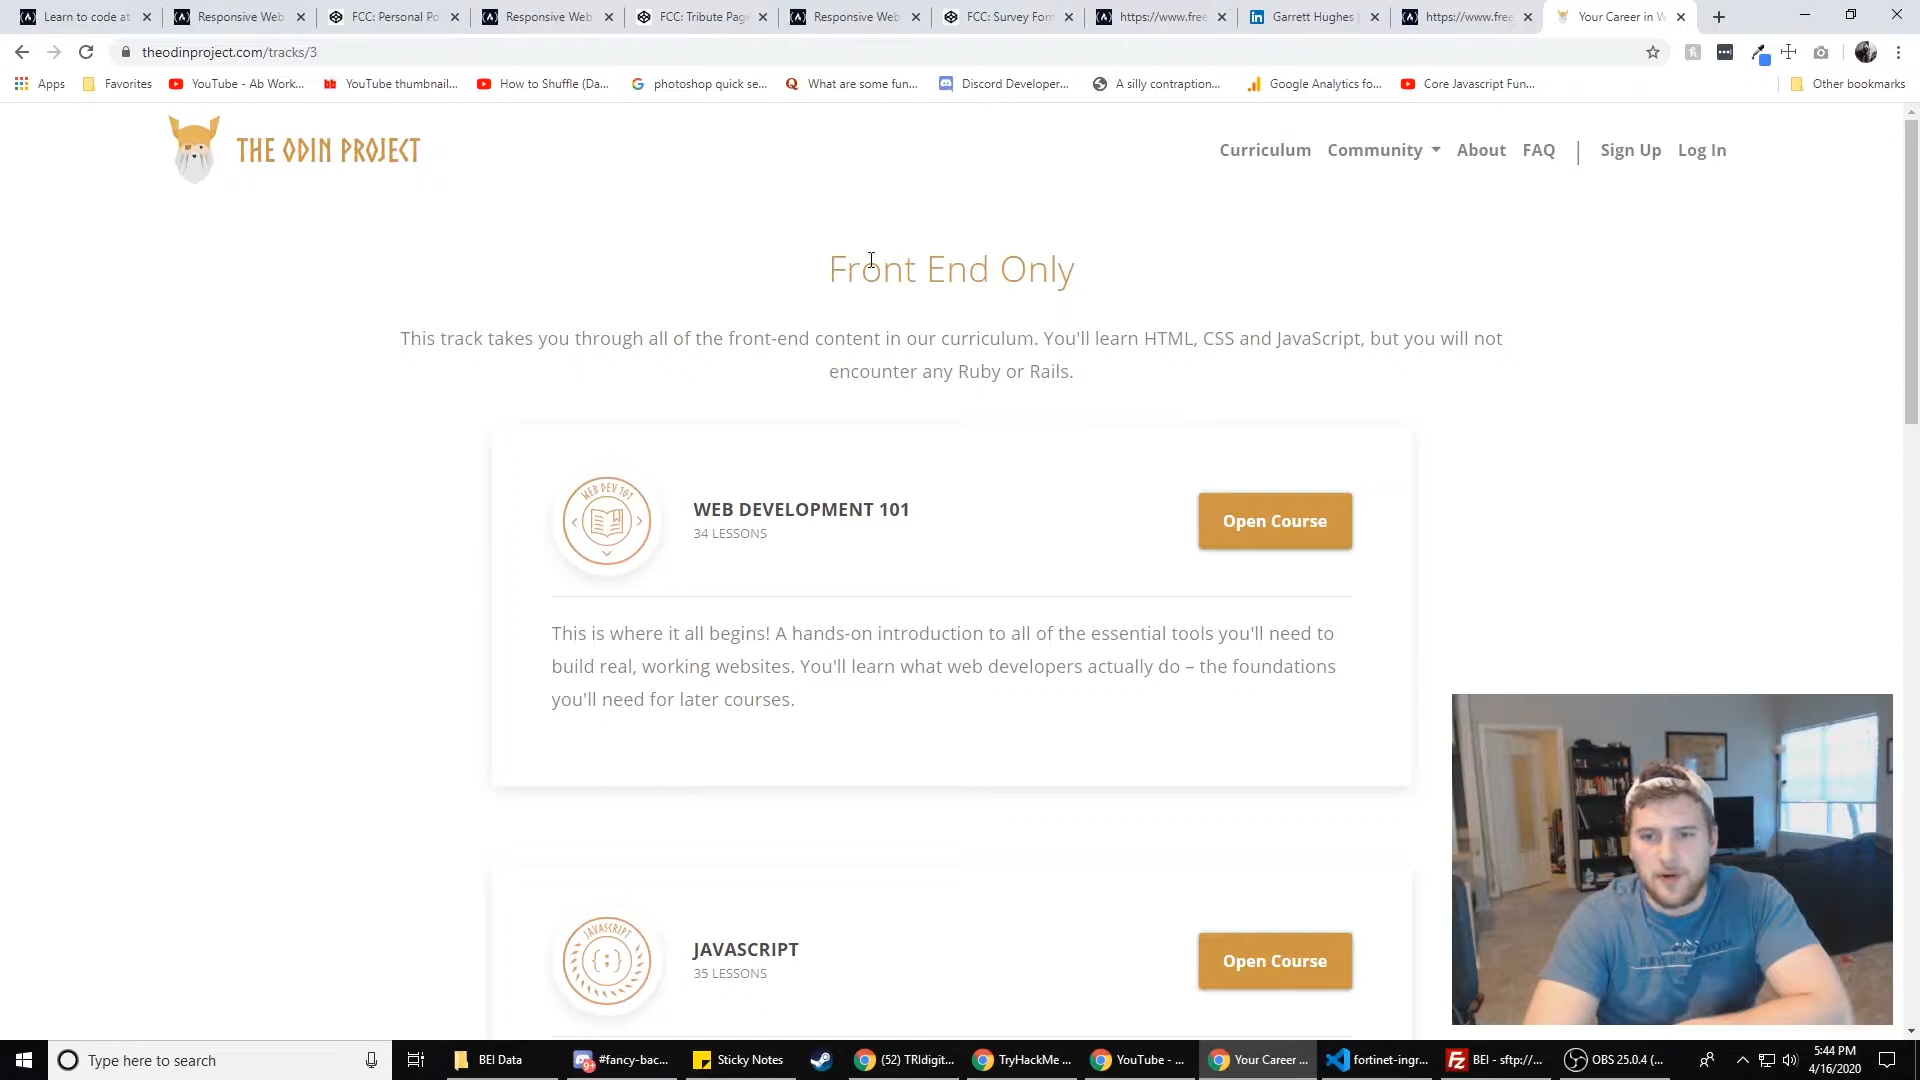 Learn to code at
Responsive Web
FCC: Personal Po
Responsive Web
FCC: Tribute Page
Responsive Web
FCC: Survey Form
https://www.free
Garrett Hughes
https://www.free
Your Career in W
theodinproject.com/tracks/3
Apps
Favorites
YouTube - Ab Work...
YouTube thumbnail...
How to Shuffle (Da...
photoshop quick se...
What are some fun...
Discord Developer...
A silly contraption...
Google Analytics fo...
Core Javascript Fun...
Other bookmarks
THE ODIN PROJECT
Curriculum
Community
About
FAQ
Sign Up
Log In
Front End Only
This track takes you through all of the front-end content in our curriculum. You'll learn HTML, CSS and JavaScript, but you will not
encounter any Ruby or Rails.
WEB DEV 101
WEB DEVELOPMENT 101
34 LESSONS
Open Course
This is where it all begins! A hands-on introduction to all of the essential tools you'll need to
build real, working websites. You'll learn what web developers actually do – the foundations
you'll need for later courses.
JAVASCRIPT
{;}
JAVASCRIPT
35 LESSONS
Open Course
Type here to search
BEI Data
#fancy-bac...
Sticky Notes
(52) TRIdigit...
TryHackMe ...
YouTube - ...
Your Career ...
fortinet-ingr...
BEI - sftp://...
OBS 25.0.4 (...
5:44 PM
4/16/2020